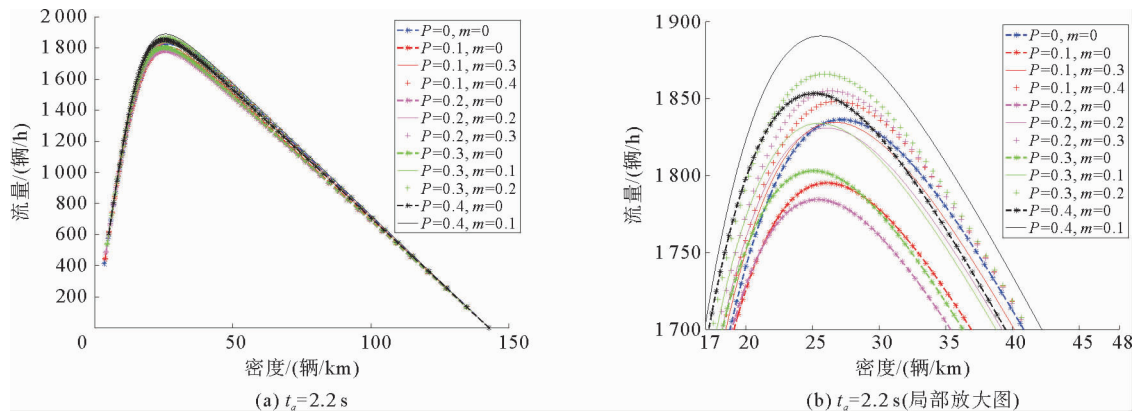 2 000
1 800
1 600
1 400
1 200
1 000
800
600
400
200
0
50
100
150
流量/(辆/h)
密度/(辆/km)
P=0, m=0
P=0.1, m=0
P=0.1, m=0.3
P=0.1, m=0.4
P=0.2, m=0
P=0.2, m=0.2
P=0.2, m=0.3
P=0.3, m=0
P=0.3, m=0.1
P=0.3, m=0.2
P=0.4, m=0
P=0.4, m=0.1
(a) tₐ=2.2 s
1 900
1 850
1 800
1 750
1 700
17 20 25 30 35 40 45 48
流量/(辆/h)
密度/(辆/km)
P=0, m=0
P=0.1, m=0
P=0.1, m=0.3
P=0.1, m=0.4
P=0.2, m=0
P=0.2, m=0.2
P=0.2, m=0.3
P=0.3, m=0
P=0.3, m=0.1
P=0.3, m=0.2
P=0.4, m=0
P=0.4, m=0.1
(b) tₐ=2.2 s(局部放大图)